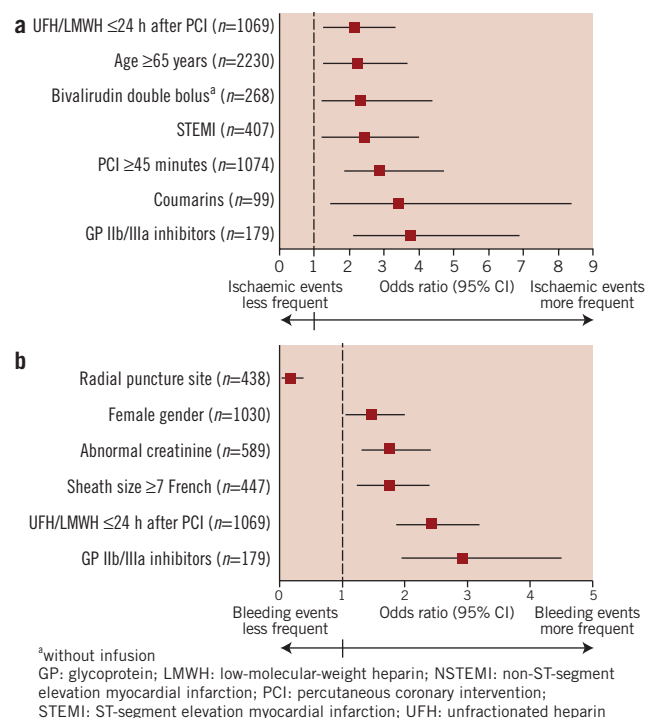 a
UFH/LMWH ≤24 h after PCI (n=1069)
Age ≥65 years (n=2230)
Bivalirudin double bolusᵃ (n=268)
STEMI (n=407)
PCI ≥45 minutes (n=1074)
Coumarins (n=99)
GP IIb/IIIa inhibitors (n=179)
0 1 2 3 4 5 6 7 8 9
Ischaemic events Odds ratio (95% CI) Ischaemic events
less frequent more frequent
b
Radial puncture site (n=438)
Female gender (n=1030)
Abnormal creatinine (n=589)
Sheath size ≥7 French (n=447)
UFH/LMWH ≤24 h after PCI (n=1069)
GP IIb/IIIa inhibitors (n=179)
0 1 2 3 4 5
Bleeding events Odds ratio (95% CI) Bleeding events
less frequent more frequent
ᵃwithout infusion
GP: glycoprotein; LMWH: low-molecular-weight heparin; NSTEMI: non-ST-segment
elevation myocardial infarction; PCI: percutaneous coronary intervention;
STEMI: ST-segment elevation myocardial infarction; UFH: unfractionated heparin